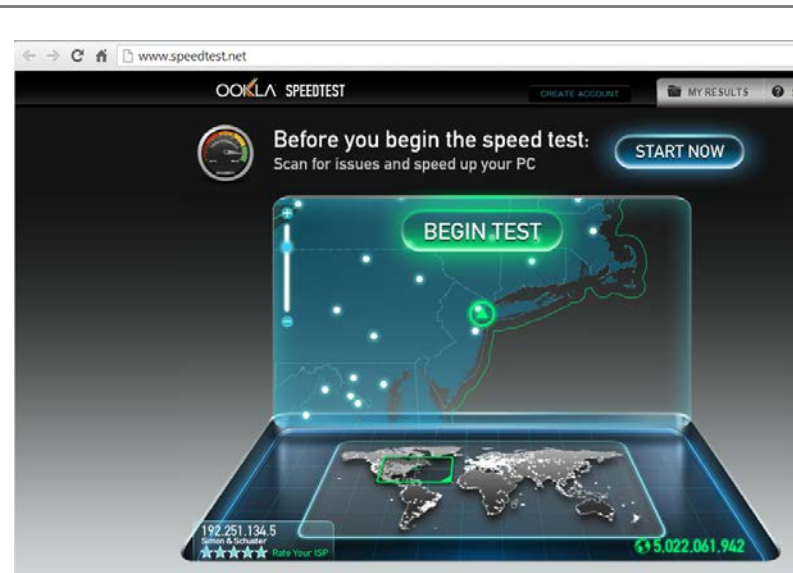 www.speedtest.net
OOKLA SPEEDTEST
CREATE ACCOUNT
MY RESULTS
Before you begin the speed test:
Scan for issues and speed up your PC
START NOW
BEGIN TEST
192.251.134.5
Simon & Schuster
Rate Your ISP
5,022,061,942